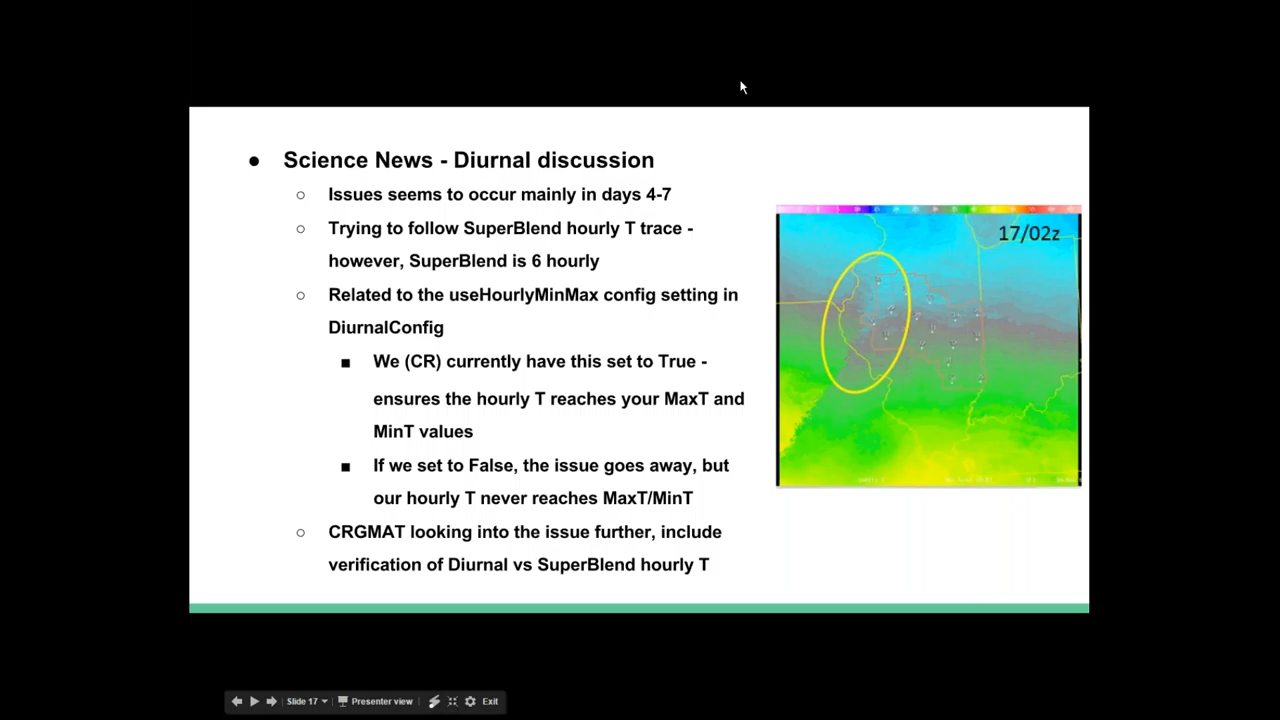 ● Science News - Diurnal discussion
○ Issues seems to occur mainly in days 4-7
○ Trying to follow SuperBlend hourly T trace -
however, SuperBlend is 6 hourly
○ Related to the useHourlyMinMax config setting in
DiurnalConfig
■ We (CR) currently have this set to True -
ensures the hourly T reaches your MaxT and
MinT values
■ If we set to False, the issue goes away, but
our hourly T never reaches MaxT/MinT
○ CRGMAT looking into the issue further, include
verification of Diurnal vs SuperBlend hourly T
17/02z
Slide 17 Presenter view Exit